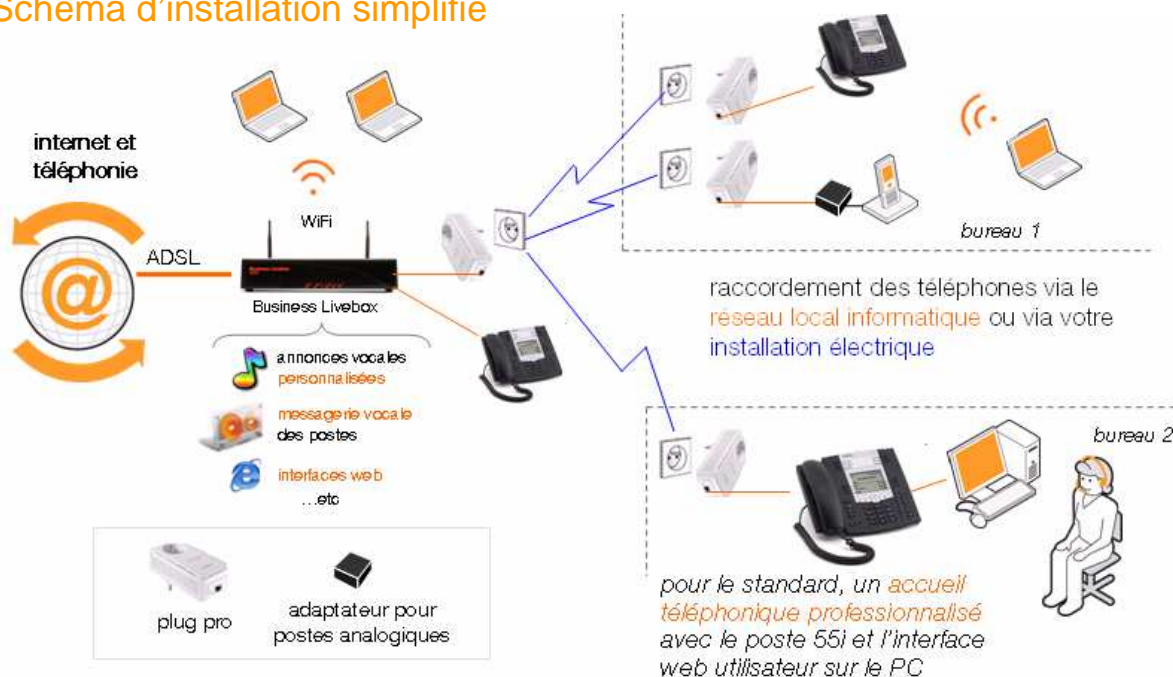 Schéma d'installation simplifié
internet et
téléphonie
ADSL
WiFi
Business Livebox
annonces vocales
personnalisées
messagerie vocale
des postes
interfaces web
...etc
plug pro
adaptateur pour
postes analogiques
bureau 1
raccordement des téléphones via le
réseau local informatique ou via votre
installation électrique
bureau 2
pour le standard, un accueil
téléphonique professionnalisé
avec le poste 55i et l'interface
web utilisateur sur le PC